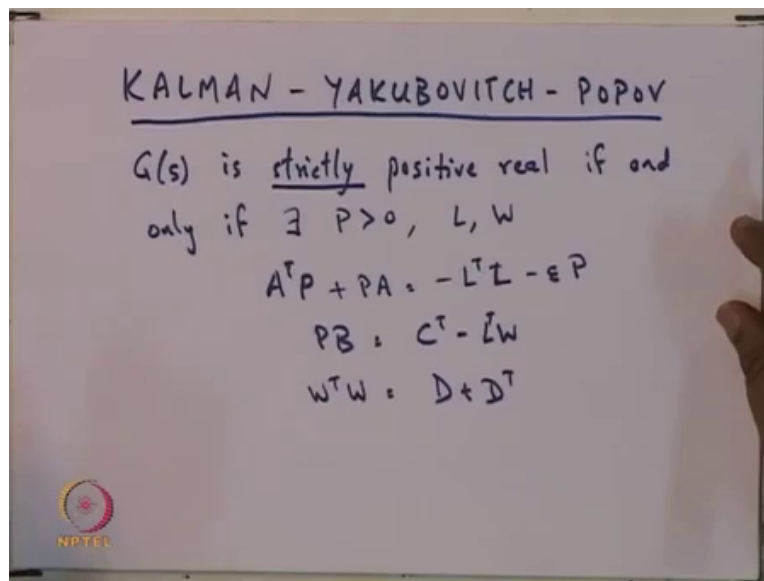 KALMAN - YAKUBOVITCH - POPOV
G(s) is strictly positive real if and
only if ∃ P>0, L, W
AᵀP + PA = -LᵀL - εP
PB = Cᵀ - LᵀW
WᵀW = D + Dᵀ
NPTEL